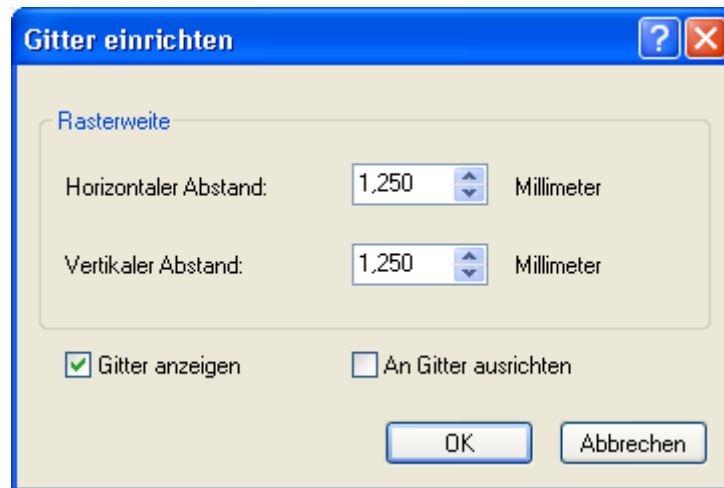 Gitter einrichten
Rasterweite
Horizontaler Abstand: 1,250 Millimeter
Vertikaler Abstand: 1,250 Millimeter
Gitter anzeigen An Gitter ausrichten
OK Abbrechen